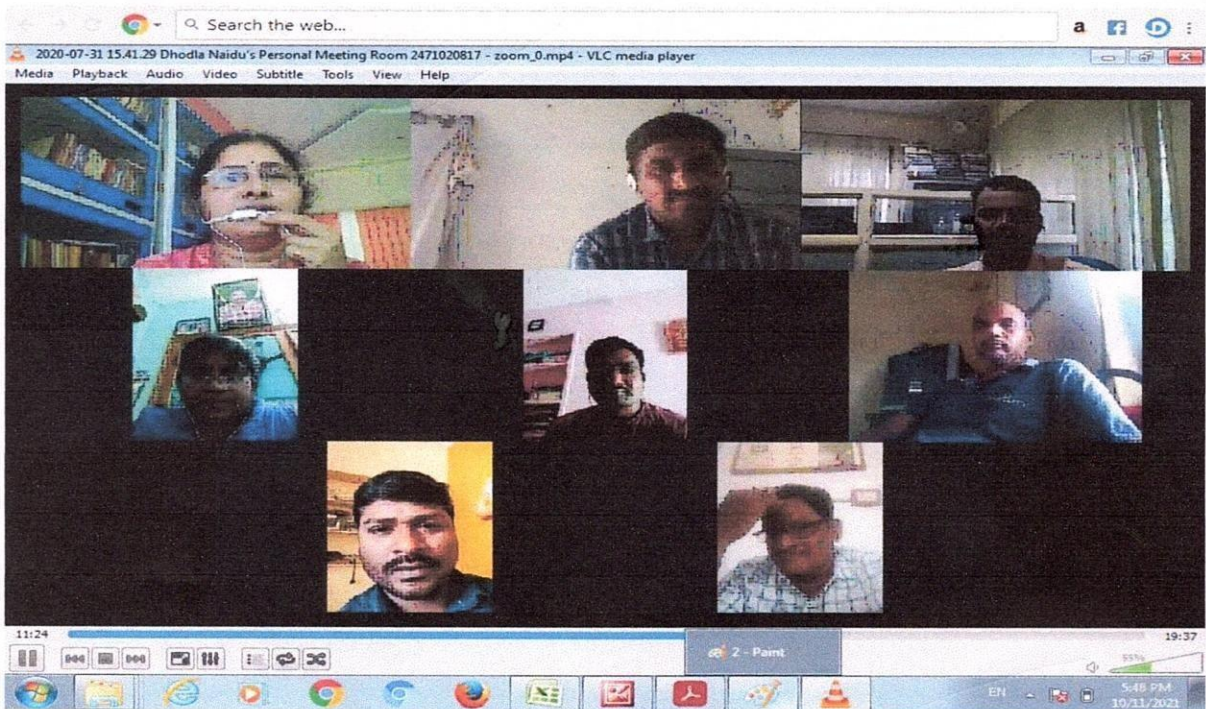 Search the web...
a f
2020-07-31 15.41.29 Dhodla Naidu's Personal Meeting Room 2471020817 - zoom_0.mp4 - VLC media player
Media Playback Audio Video Subtitle Tools View Help
11:24
19:37
2 - Paint
55%
EN
5:48 PM
10/11/2021